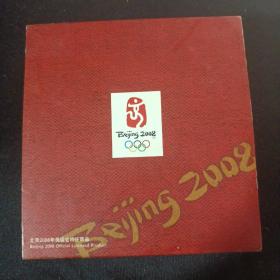 Beijing 2008
Beijing 2008
北京2008年奥运会特许商品
Beijing 2008 Official Licensed Product